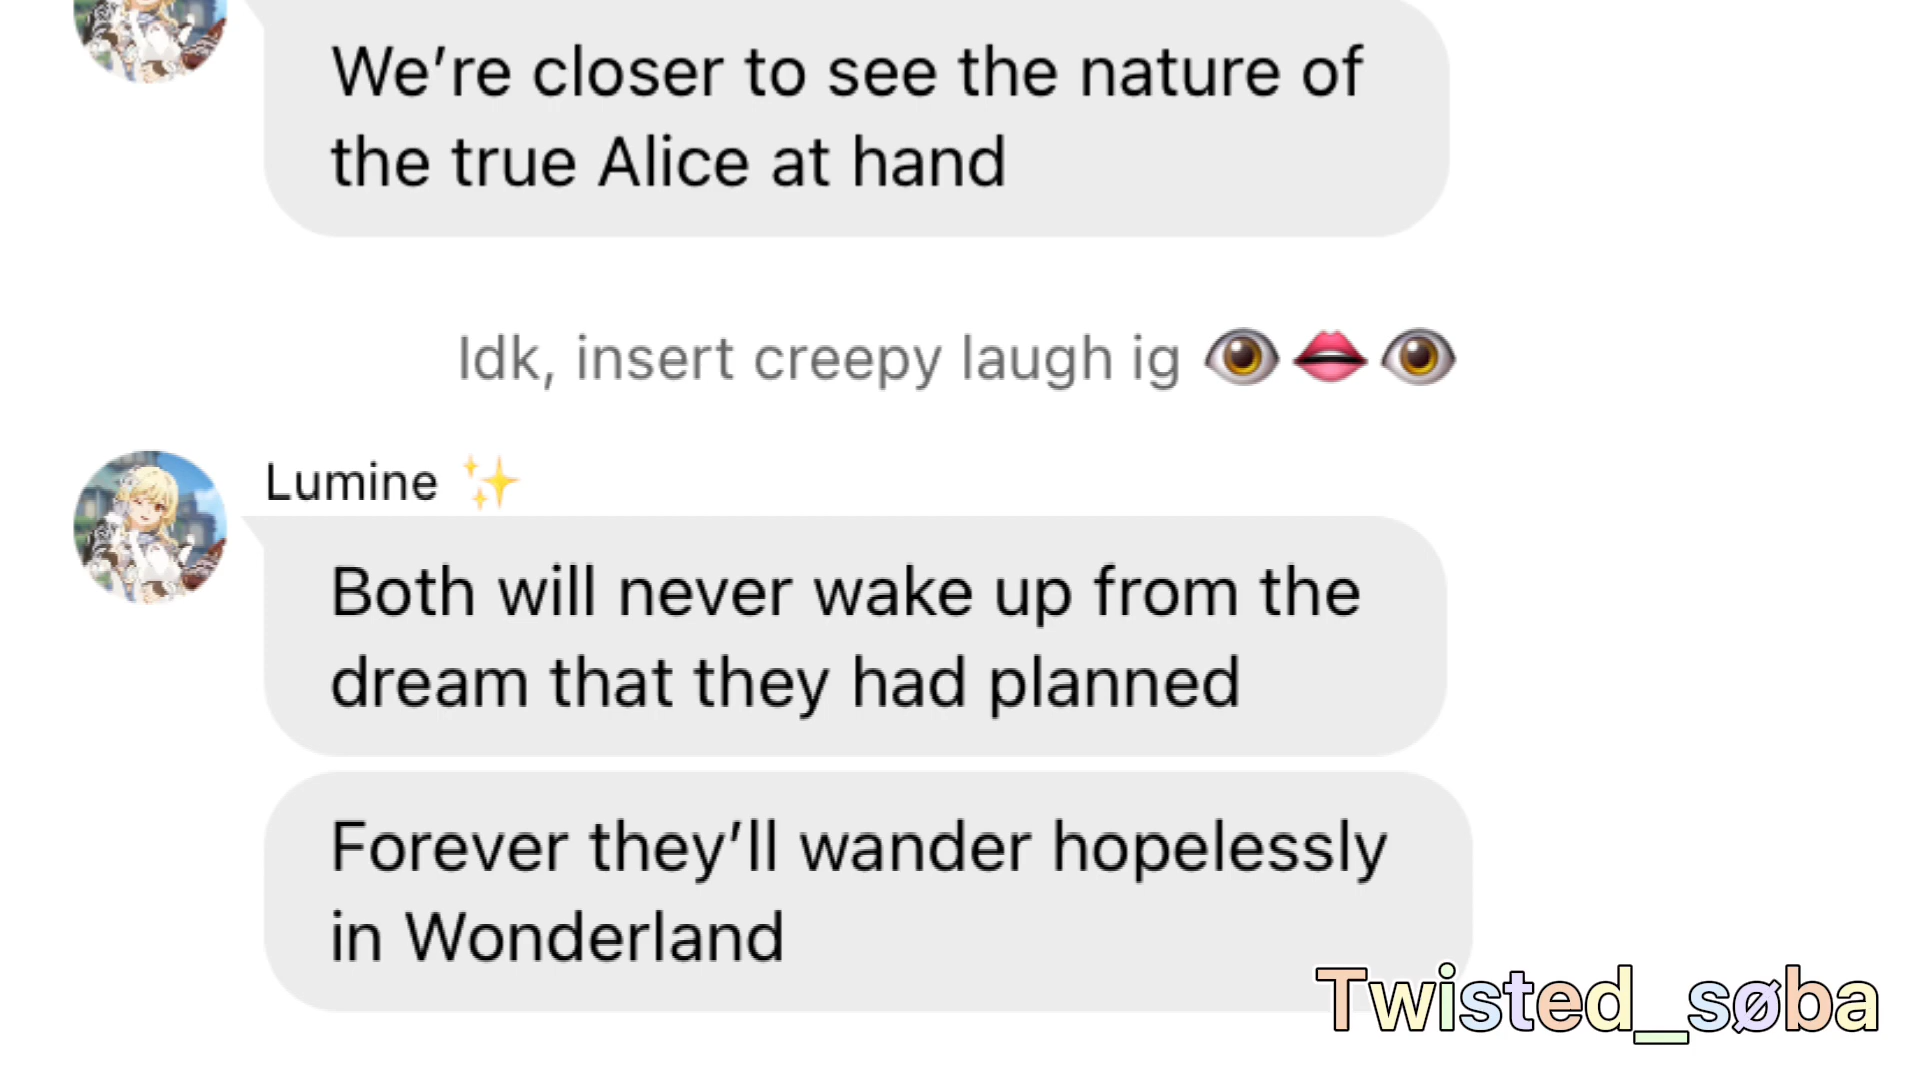 We’re closer to see the nature of
the true Alice at hand
Idk, insert creepy laugh ig 👁️👄👁️
Lumine ✨
Both will never wake up from the
dream that they had planned
Forever they’ll wander hopelessly
in Wonderland
Twisted_søba